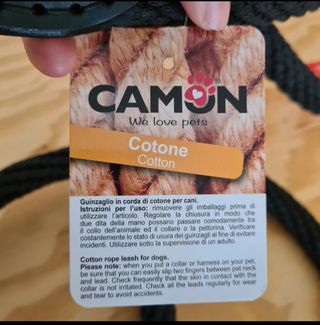 CAMON
We love pets
Cotone
Cotton
Guinzaglio in corda di cotone per cani.
Istruzioni per l'uso: rimuovere gli imballaggi prima di
utilizzare l'articolo. Regolare la chiusura in modo che
due dita della mano possano passare comodamente tra
il collo dell'animale ed il collare o la pettorina. Verificare
costantemente lo stato di usura dei guinzagli al fine di evitare
incidenti. Utilizzare sotto la supervisione di un adulto.
Cotton rope leash for dogs.
Please note: when you put a collar or harness on your pet,
be sure that you can easily slip two fingers between pet neck
and lead. Check frequently that the skin in contact with the
collar is not irritated. Check all the leads regularly for wear
and tear to avoid accidents.